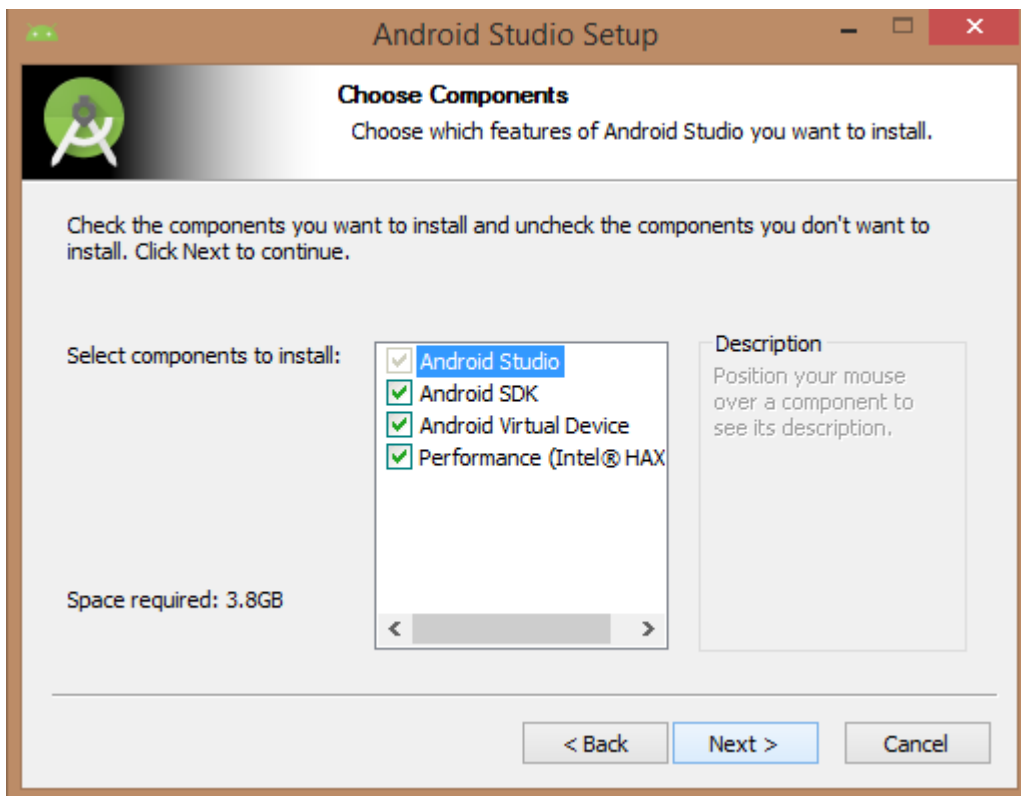 Android Studio Setup
Choose Components
Choose which features of Android Studio you want to install.
Check the components you want to install and uncheck the components you don't want to
install. Click Next to continue.
Select components to install:
Android Studio
Android SDK
Android Virtual Device
Performance (Intel® HAX
Description
Position your mouse
over a component to
see its description.
Space required: 3.8GB
< Back
Next >
Cancel